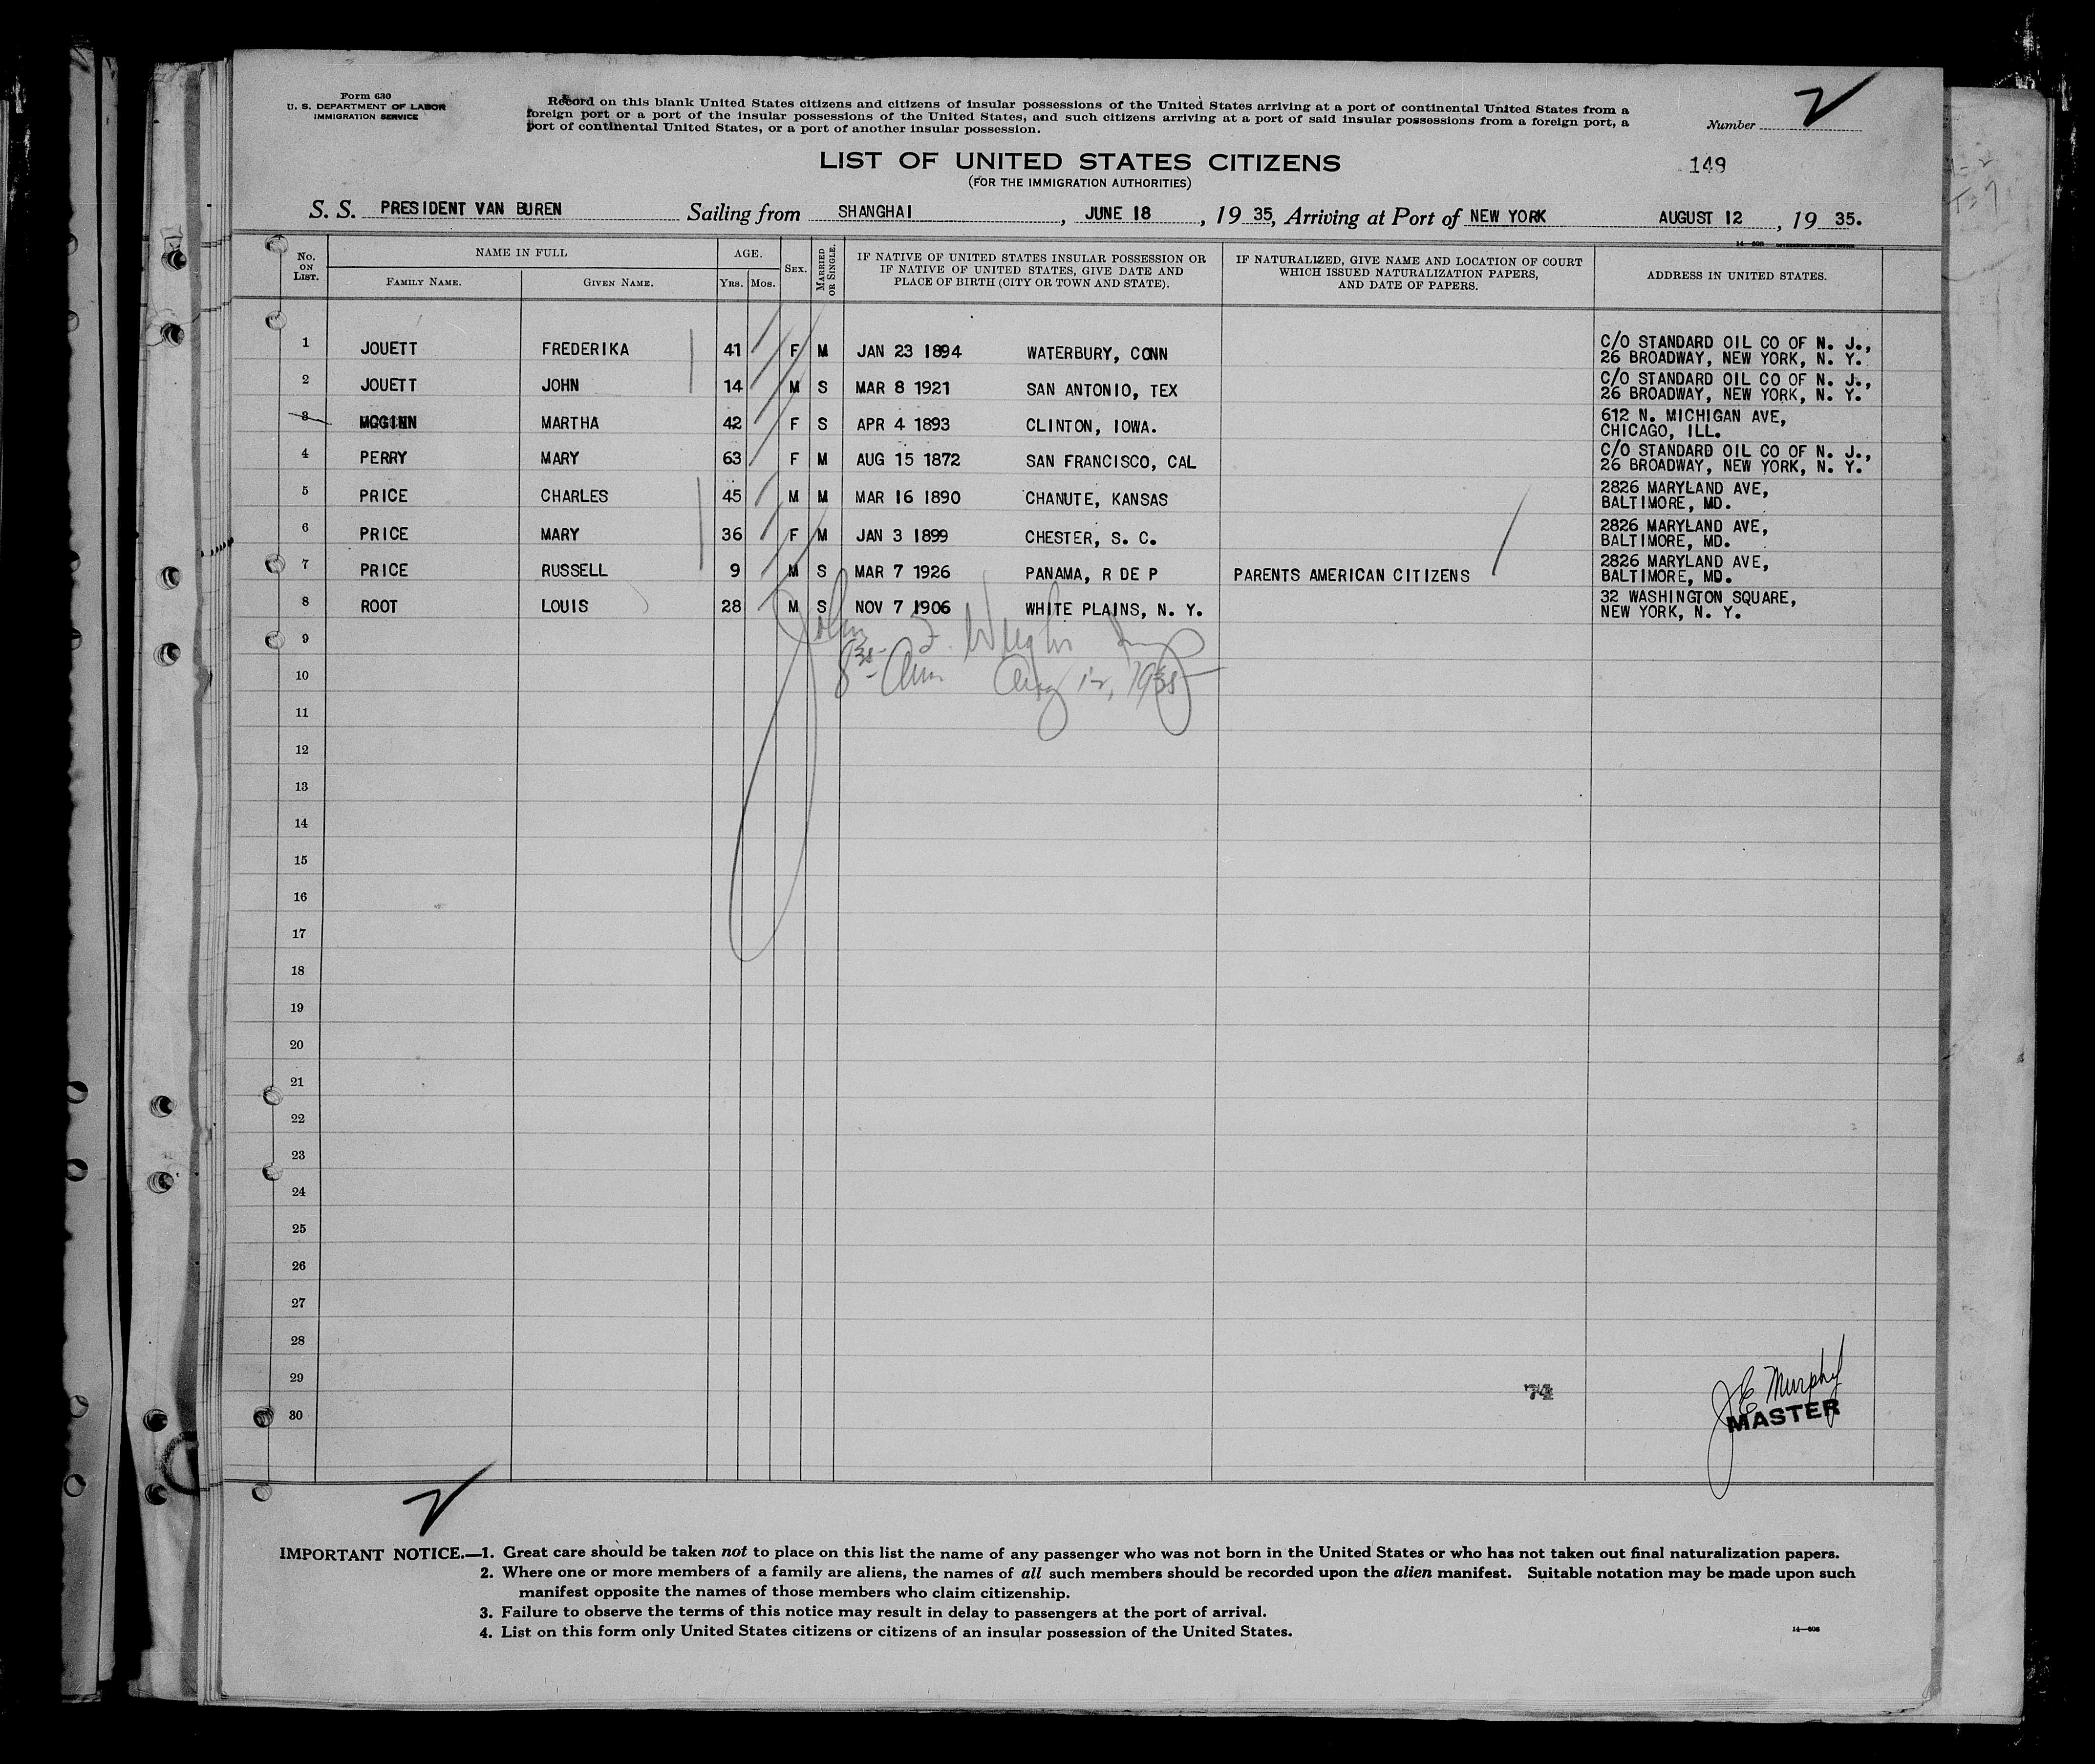 Form 630
U. S. DEPARTMENT OF LABOR
IMMIGRATION SERVICE
Record on this blank United States citizens and citizens of insular possessions of the United States arriving at a port of continental United States from a
foreign port or a port of the insular possessions of the United States, and such citizens arriving at a port of said insular possessions from a foreign port, a
port of continental United States, or a port of another insular possession.
Number 2
LIST OF UNITED STATES CITIZENS
149
(FOR THE IMMIGRATION AUTHORITIES)
S. S. PRESIDENT VAN BUREN Sailing from SHANGHAI, JUNE 18, 19 35, Arriving at Port of NEW YORK AUGUST 12, 19 35.
No. ON LIST.
NAME IN FULL
FAMILY NAME.
GIVEN NAME.
AGE.
YRS. MOS.
SEX.
MARRIED OR SINGLE.
IF NATIVE OF UNITED STATES INSULAR POSSESSION OR
IF NATIVE OF UNITED STATES, GIVE DATE AND
PLACE OF BIRTH (CITY OR TOWN AND STATE).
IF NATURALIZED, GIVE NAME AND LOCATION OF COURT
WHICH ISSUED NATURALIZATION PAPERS,
AND DATE OF PAPERS.
ADDRESS IN UNITED STATES.
1 JOUETT FREDERIKA 41 F M JAN 23 1894 WATERBURY, CONN C/O STANDARD OIL CO OF N. J.,
26 BROADWAY, NEW YORK, N. Y.
2 JOUETT JOHN 14 M S MAR 8 1921 SAN ANTONIO, TEX C/O STANDARD OIL CO OF N. J.,
26 BROADWAY, NEW YORK, N. Y.
3 MCGINN MARTHA 42 F S APR 4 1893 CLINTON, IOWA. 612 N. MICHIGAN AVE,
CHICAGO, ILL.
4 PERRY MARY 63 F M AUG 15 1872 SAN FRANCISCO, CAL C/O STANDARD OIL CO OF N. J.,
26 BROADWAY, NEW YORK, N. Y.
5 PRICE CHARLES 45 M M MAR 16 1890 CHANUTE, KANSAS 2826 MARYLAND AVE,
BALTIMORE, MD.
6 PRICE MARY 36 F M JAN 3 1899 CHESTER, S. C. 2826 MARYLAND AVE,
BALTIMORE, MD.
7 PRICE RUSSELL 9 M S MAR 7 1926 PANAMA, R DE P PARENTS AMERICAN CITIZENS 2826 MARYLAND AVE,
BALTIMORE, MD.
8 ROOT LOUIS 28 M S NOV 7 1906 WHITE PLAINS, N. Y. 32 WASHINGTON SQUARE,
NEW YORK, N. Y.
9 John F.
10 Aug 12, 1935
11
12
13
14
15
16
17
18
19
20
21
22
23
24
25
26
27
28
29 74 J E Murphy
30 MASTER
2
IMPORTANT NOTICE.—1. Great care should be taken not to place on this list the name of any passenger who was not born in the United States or who has not taken out final naturalization papers.
2. Where one or more members of a family are aliens, the names of all such members should be recorded upon the alien manifest. Suitable notation may be made upon such
manifest opposite the names of those members who claim citizenship.
3. Failure to observe the terms of this notice may result in delay to passengers at the port of arrival.
4. List on this form only United States citizens or citizens of an insular possession of the United States.
14—608